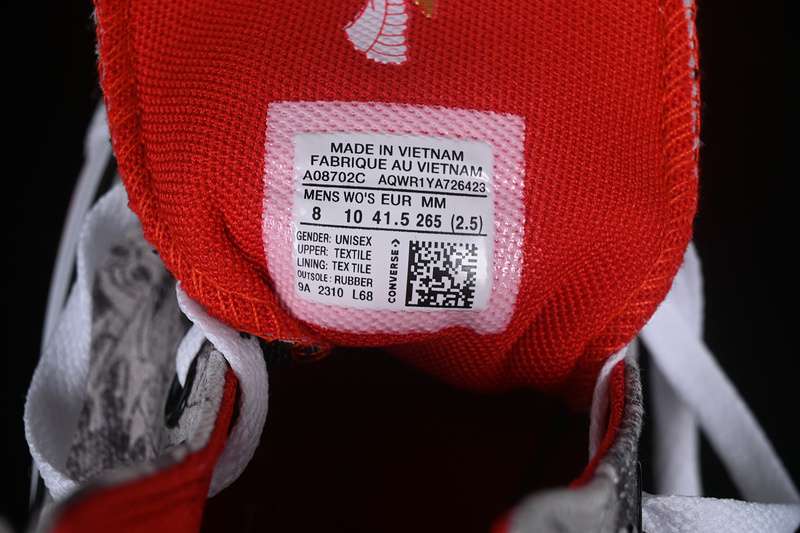 MADE IN VIETNAM
FABRIQUE AU VIETNAM
A08702C AQWR1YA726423
MENS WO'S EUR MM
8 10 41.5 265 (2.5)
GENDER: UNISEX
UPPER: TEXTILE
LINING: TEXTILE
OUTSOLE: RUBBER
9A 2310 L68
CONVERSE